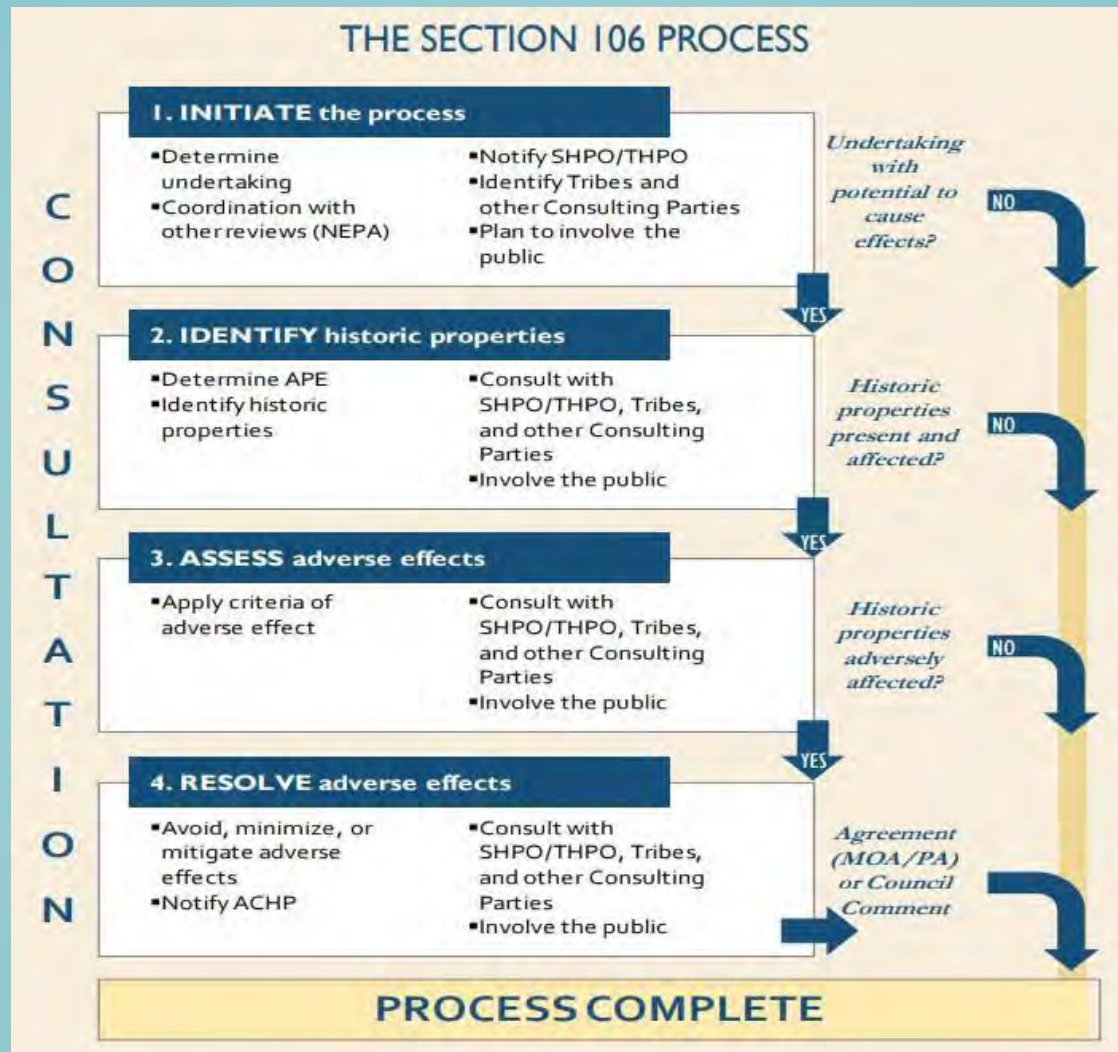 THE SECTION 106 PROCESS
CONSULTATION
1. INITIATE the process
▪Determine
undertaking
▪Coordination with
other reviews (NEPA)
▪Notify SHPO/THPO
▪Identify Tribes and
other Consulting Parties
▪Plan to involve the
public
Undertaking
with
potential to
cause
effects?
NO
YES
2. IDENTIFY historic properties
▪Determine APE
▪Identify historic
properties
▪Consult with
SHPO/THPO, Tribes,
and other Consulting
Parties
▪Involve the public
Historic
properties
present and
affected?
NO
YES
3. ASSESS adverse effects
▪Apply criteria of
adverse effect
▪Consult with
SHPO/THPO, Tribes,
and other Consulting
Parties
▪Involve the public
Historic
properties
adversely
affected?
NO
YES
4. RESOLVE adverse effects
▪Avoid, minimize, or
mitigate adverse
effects
▪Notify ACHP
▪Consult with
SHPO/THPO, Tribes,
and other Consulting
Parties
▪Involve the public
Agreement
(MOA/PA)
or Council
Comment
PROCESS COMPLETE